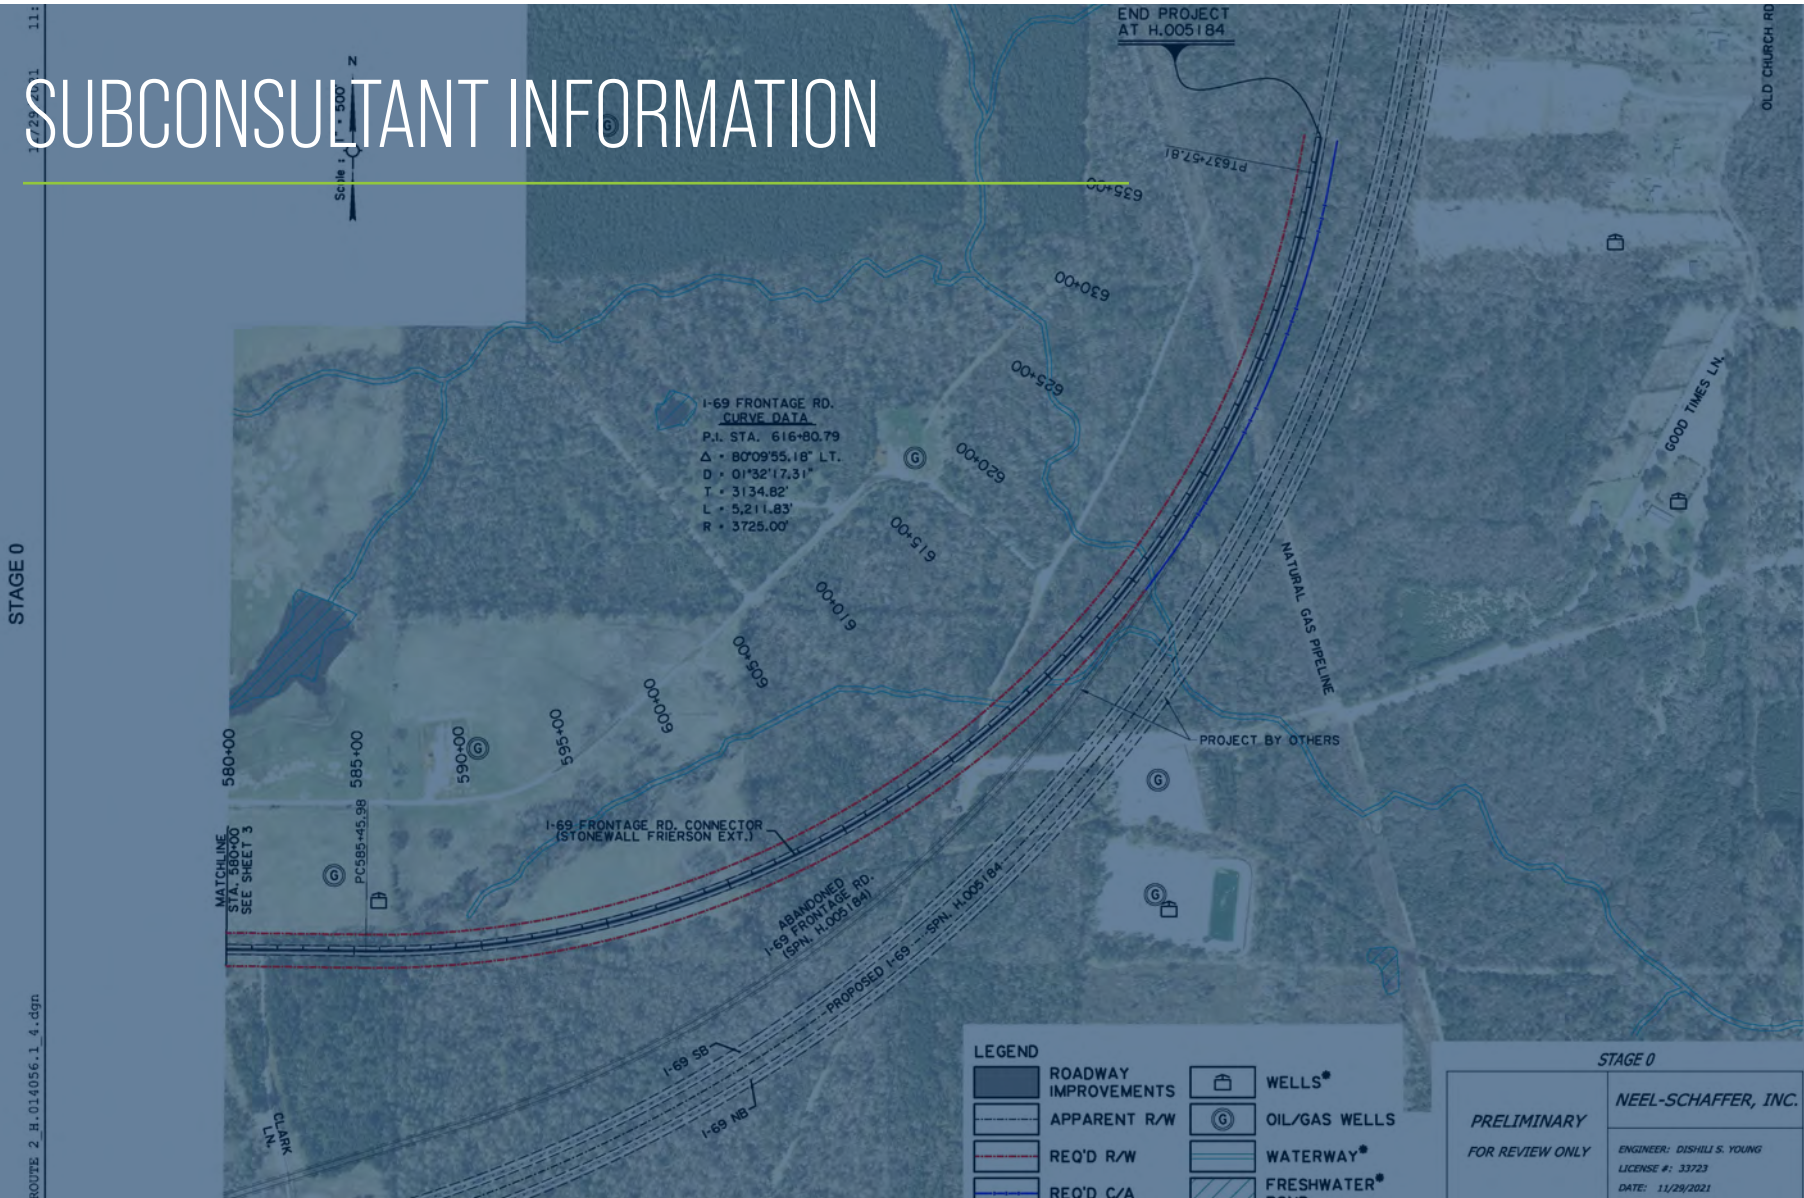 SUBCONSULTANT INFORMATION
END PROJECT
AT H.005184
OLD CHURCH RD
11:
N
STAGE 0
PT637+57.81
635+00
630+00
625+00
620+00
615+00
610+00
605+00
600+00
595+00
590+00
585+00
580+00
I-69 FRONTAGE RD.
CURVE DATA
P.I. STA. 616+80.79
Δ = 80°09'55.18" LT.
D = 01°32'17.31"
T = 3134.82'
L = 5,211.83'
R = 3725.00'
G
G
G
G
G
G
GOOD TIMES LN.
NATURAL GAS PIPELINE
PROJECT BY OTHERS
PC585+45.98
MATCHLINE
STA. 580+00
SEE SHEET 3
I-69 FRONTAGE RD. CONNECTOR
(STONEWALL FRIERSON EXT.)
ABANDONED
I-69 FRONTAGE RD.
(SPN. H.005184)
PROPOSED I-69
SPN. H.005184
I-69 SB
I-69 NB
CLARK
LN.
ROUTE 2_H.014056.1_4.dgn
LEGEND
ROADWAY
IMPROVEMENTS
APPARENT R/W
REQ'D R/W
REQ'D C/A
WELLS*
G
OIL/GAS WELLS
WATERWAY*
FRESHWATER*
STAGE 0
PRELIMINARY
FOR REVIEW ONLY
NEEL-SCHAFFER, INC.
ENGINEER: DISHILI S. YOUNG
LICENSE #: 33723
DATE: 11/29/2021